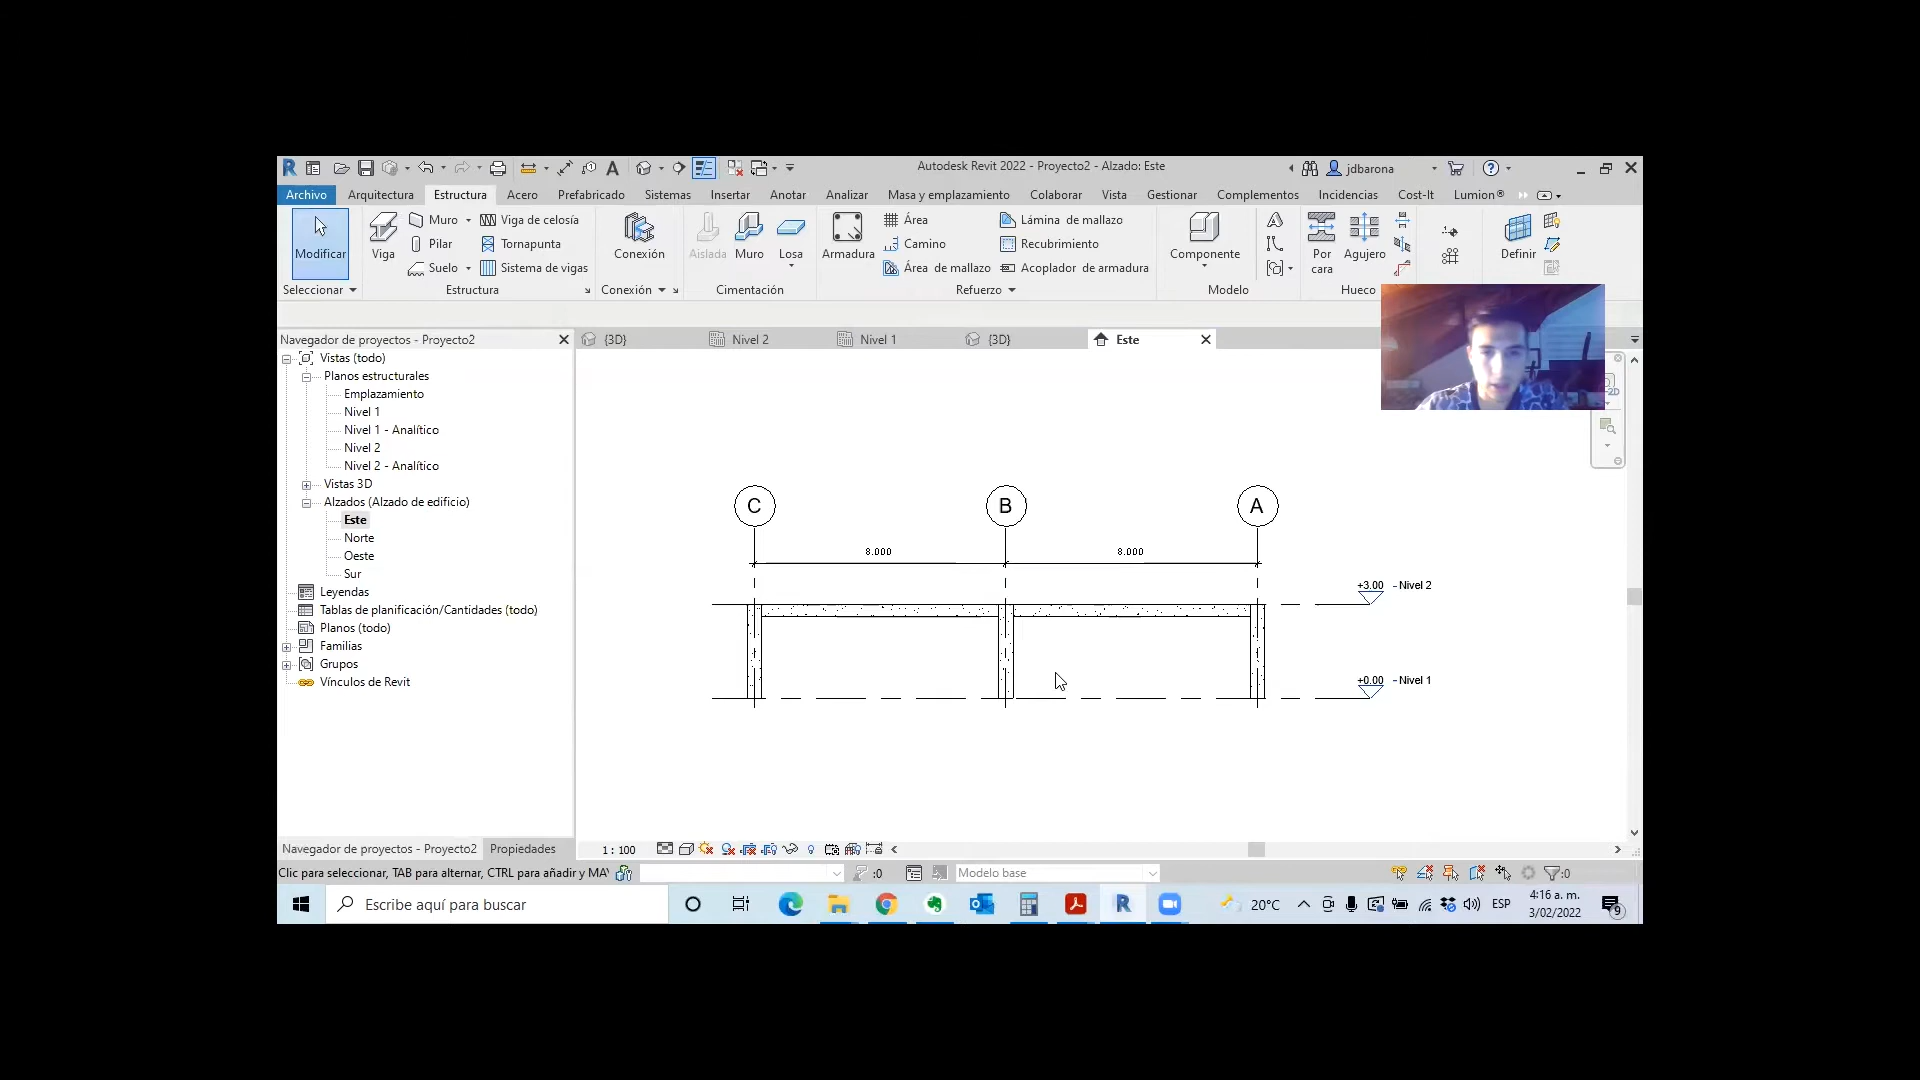 Autodesk Revit 2022 - Proyecto2 - Alzado: Este
jdbarona
Archivo Arquitectura Estructura Acero Prefabricado Sistemas Insertar Anotar Analizar Masa y emplazamiento Colaborar Vista Gestionar Complementos Incidencias Cost-It Lumion®
Modificar
Viga
Muro
Pilar
Suelo
Viga de celosía
Tornapunta
Sistema de vigas
Conexión
Aislada
Muro
Losa
Armadura
Área
Camino
Área de mallazo
Lámina de mallazo
Recubrimiento
Acoplador de armadura
Componente
Por
cara
Agujero
Definir
Seleccionar
Estructura
Conexión
Cimentación
Refuerzo
Modelo
Hueco
Navegador de proyectos - Proyecto2
{3D}
Nivel 2
Nivel 1
{3D}
Este
Vistas (todo)
Planos estructurales
Emplazamiento
Nivel 1
Nivel 1 - Analítico
Nivel 2
Nivel 2 - Analítico
Vistas 3D
Alzados (Alzado de edificio)
Este
Norte
Oeste
Sur
Leyendas
Tablas de planificación/Cantidades (todo)
Planos (todo)
Familias
Grupos
Vínculos de Revit
2D
C B A
8.000 8.000
+3.00 - Nivel 2
+0.00 - Nivel 1
Navegador de proyectos - Proyecto2 Propiedades
1 : 100
Clic para seleccionar, TAB para alternar, CTRL para añadir y MAY
:0
Modelo base
:0
Escribe aquí para buscar
20°C
ESP
4:16 a. m.
3/02/2022
9